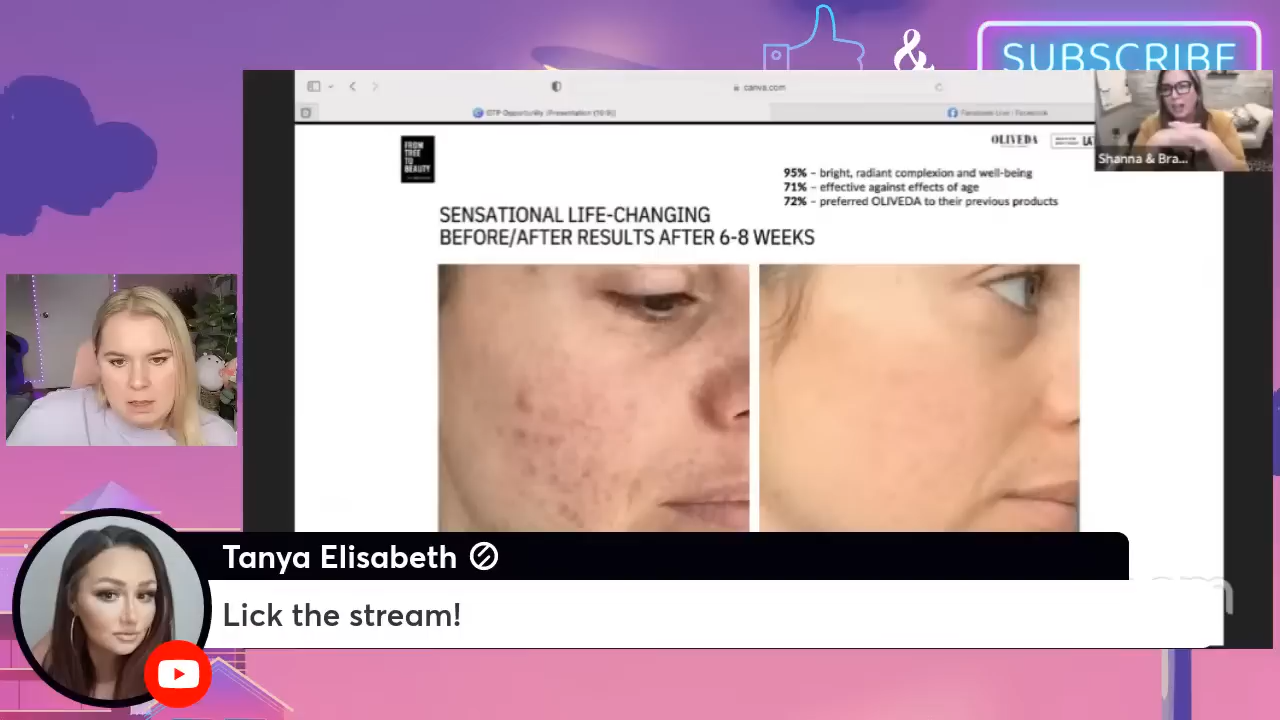 &
SUBSCRIBE
canva.com
Shanna & Bra...
FROM
TREE
TO
BEAUTY
OLIVEDA
95% – bright, radiant complexion and well-being
71% – effective against effects of age
72% – preferred OLIVEDA to their previous products
SENSATIONAL LIFE-CHANGING
BEFORE/AFTER RESULTS AFTER 6-8 WEEKS
Tanya Elisabeth
Lick the stream!